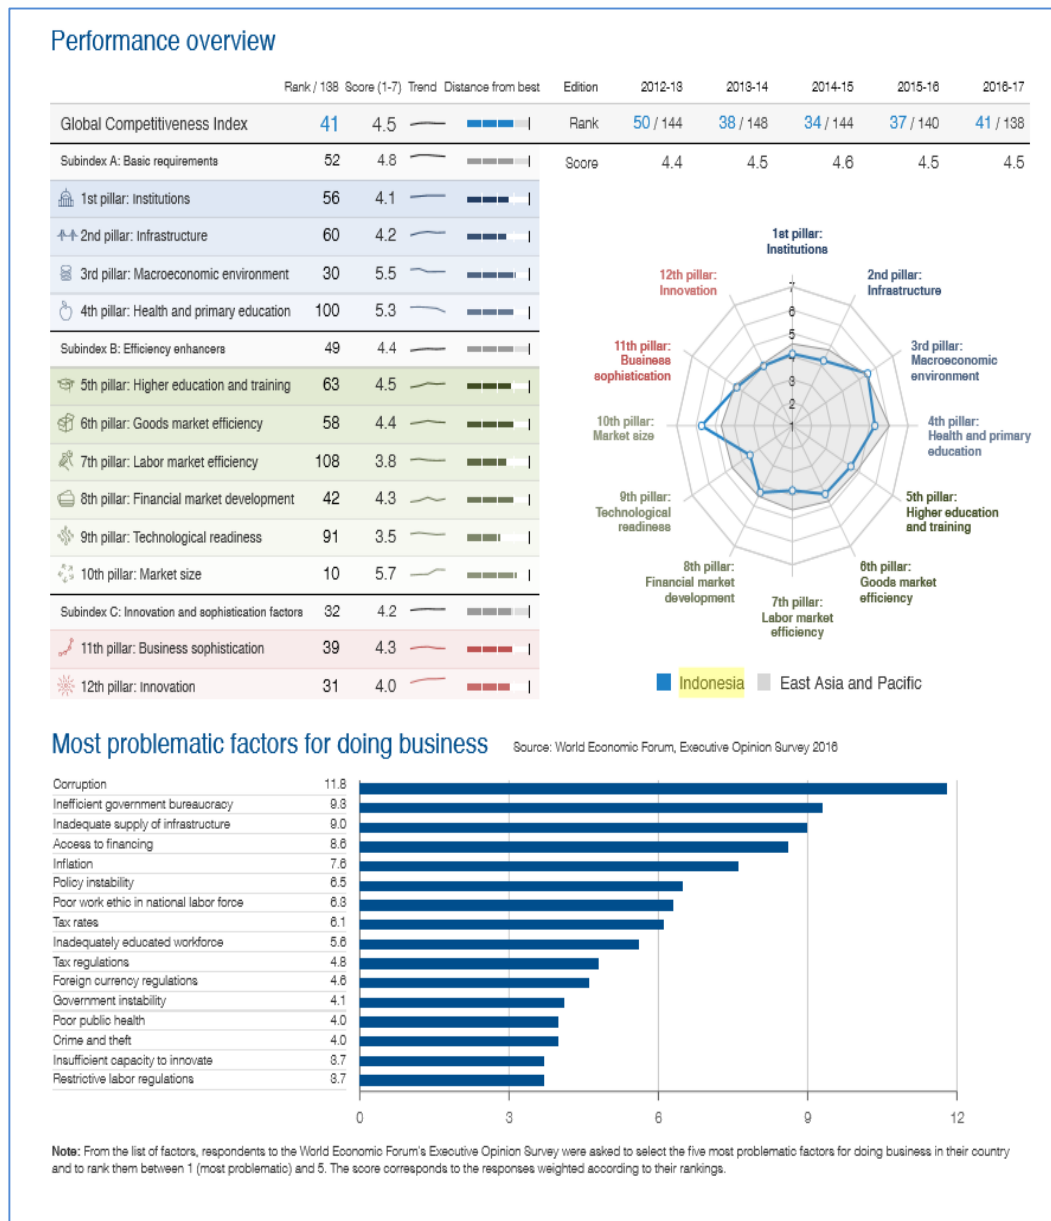 Performance overview
Rank / 138 Score (1-7) Trend Distance from best Edition 2012-13 2013-14 2014-15 2015-16 2016-17
Global Competitiveness Index 41 4.5 Rank 50 / 144 38 / 148 34 / 144 37 / 140 41 / 138
Subindex A: Basic requirements 52 4.8 Score 4.4 4.5 4.6 4.5 4.5
1st pillar: Institutions 56 4.1
2nd pillar: Infrastructure 60 4.2
3rd pillar: Macroeconomic environment 30 5.5
4th pillar: Health and primary education 100 5.3
Subindex B: Efficiency enhancers 49 4.4
5th pillar: Higher education and training 63 4.5
6th pillar: Goods market efficiency 58 4.4
7th pillar: Labor market efficiency 108 3.8
8th pillar: Financial market development 42 4.3
9th pillar: Technological readiness 91 3.5
10th pillar: Market size 10 5.7
Subindex C: Innovation and sophistication factors 32 4.2
11th pillar: Business sophistication 39 4.3
12th pillar: Innovation 31 4.0
1st pillar:
Institutions
2nd pillar:
Infrastructure
3rd pillar:
Macroeconomic
environment
4th pillar:
Health and primary
education
5th pillar:
Higher education
and training
6th pillar:
Goods market
efficiency
7th pillar:
Labor market
efficiency
8th pillar:
Financial market
development
9th pillar:
Technological
readiness
10th pillar:
Market size
11th pillar:
Business
sophistication
12th pillar:
Innovation
7
6
5
3
2
1
Indonesia East Asia and Pacific
Most problematic factors for doing business Source: World Economic Forum, Executive Opinion Survey 2016
Corruption 11.8
Inefficient government bureaucracy 9.3
Inadequate supply of infrastructure 9.0
Access to financing 8.6
Inflation 7.6
Policy instability 6.5
Poor work ethic in national labor force 6.3
Tax rates 6.1
Inadequately educated workforce 5.6
Tax regulations 4.8
Foreign currency regulations 4.6
Government instability 4.1
Poor public health 4.0
Crime and theft 4.0
Insufficient capacity to innovate 3.7
Restrictive labor regulations 3.7
0 3 6 9 12
Note: From the list of factors, respondents to the World Economic Forum's Executive Opinion Survey were asked to select the five most problematic factors for doing business in their country
and to rank them between 1 (most problematic) and 5. The score corresponds to the responses weighted according to their rankings.